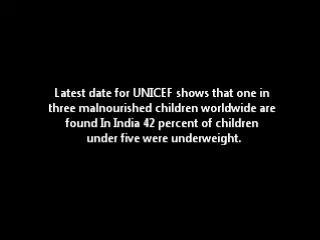 Latest date for UNICEF shows that one in
three malnourished children worldwide are
found In India 42 percent of children
under five were underweight.